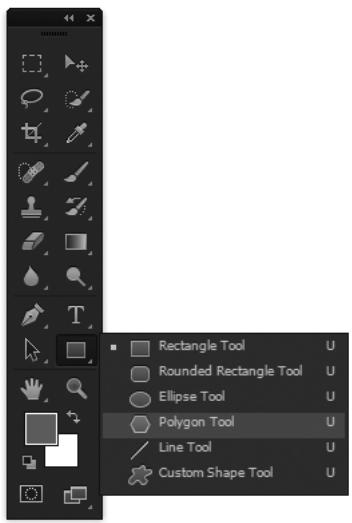 T
Rectangle Tool U
Rounded Rectangle Tool U
Ellipse Tool U
Polygon Tool U
Line Tool U
Custom Shape Tool U